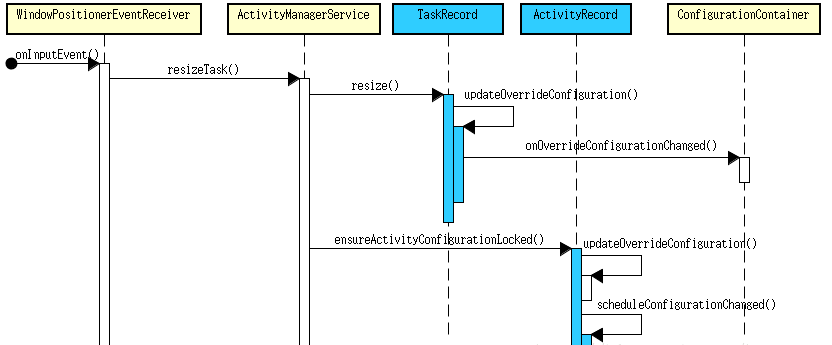 WindowPositionerEventReceiver
ActivityManagerService
TaskRecord
ActivityRecord
ConfigurationContainer
onInputEvent()
resizeTask()
resize()
updateOverrideConfiguration()
onOverrideConfigurationChanged()
ensureActivityConfigurationLocked()
updateOverrideConfiguration()
scheduleConfigurationChanged()